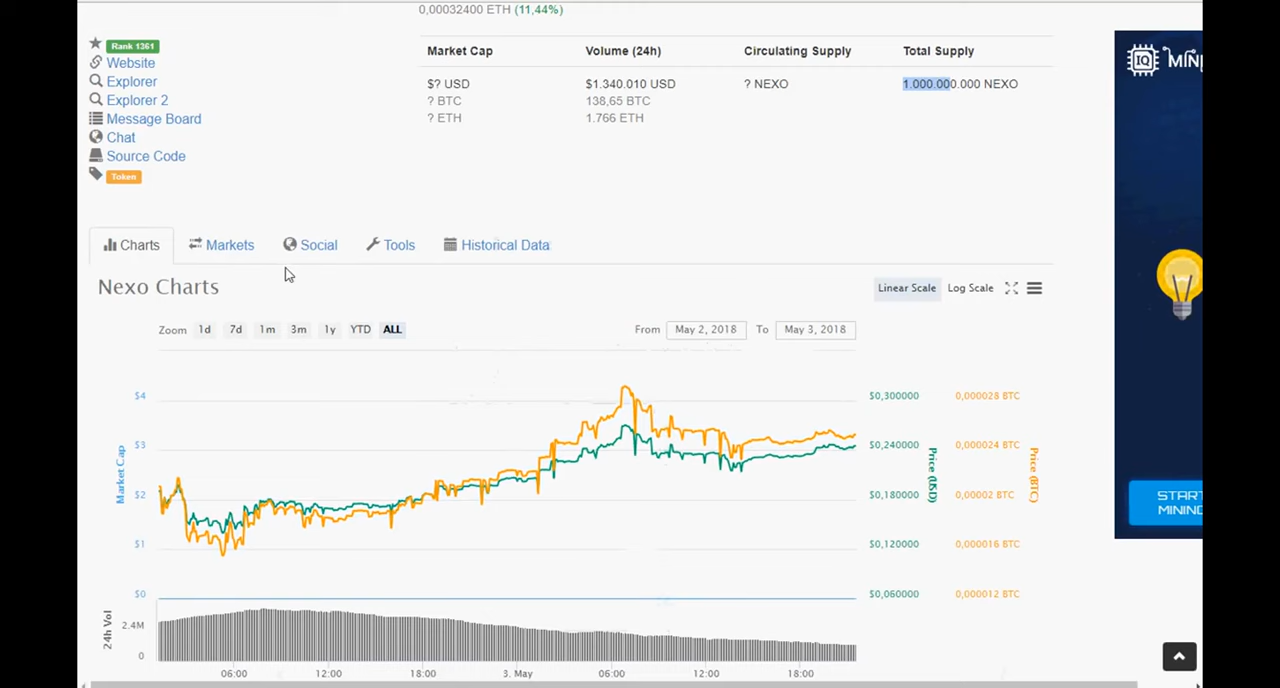 0,00032400 ETH (11,44%)
Rank 1361
Website
Explorer
Explorer 2
Message Board
Chat
Source Code
Token
Market Cap Volume (24h) Circulating Supply Total Supply
$? USD $1.340.010 USD ? NEXO 1.000.000.000 NEXO
? BTC 138,65 BTC
? ETH 1.766 ETH
IQ MIN
START
MINING
Charts Markets Social Tools Historical Data
Nexo Charts
Linear Scale Log Scale
Zoom 1d 7d 1m 3m 1y YTD ALL
From May 2, 2018 To May 3, 2018
$4 $0,300000 0,000028 BTC
$3 $0,240000 0,000024 BTC
$2 $0,180000 0,00002 BTC
$1 $0,120000 0,000016 BTC
$0 $0,060000 0,000012 BTC
Market Cap
Price (USD)
Price (BTC)
24h Vol
2.4M
0
06:00 12:00 18:00 3. May 06:00 12:00 18:00